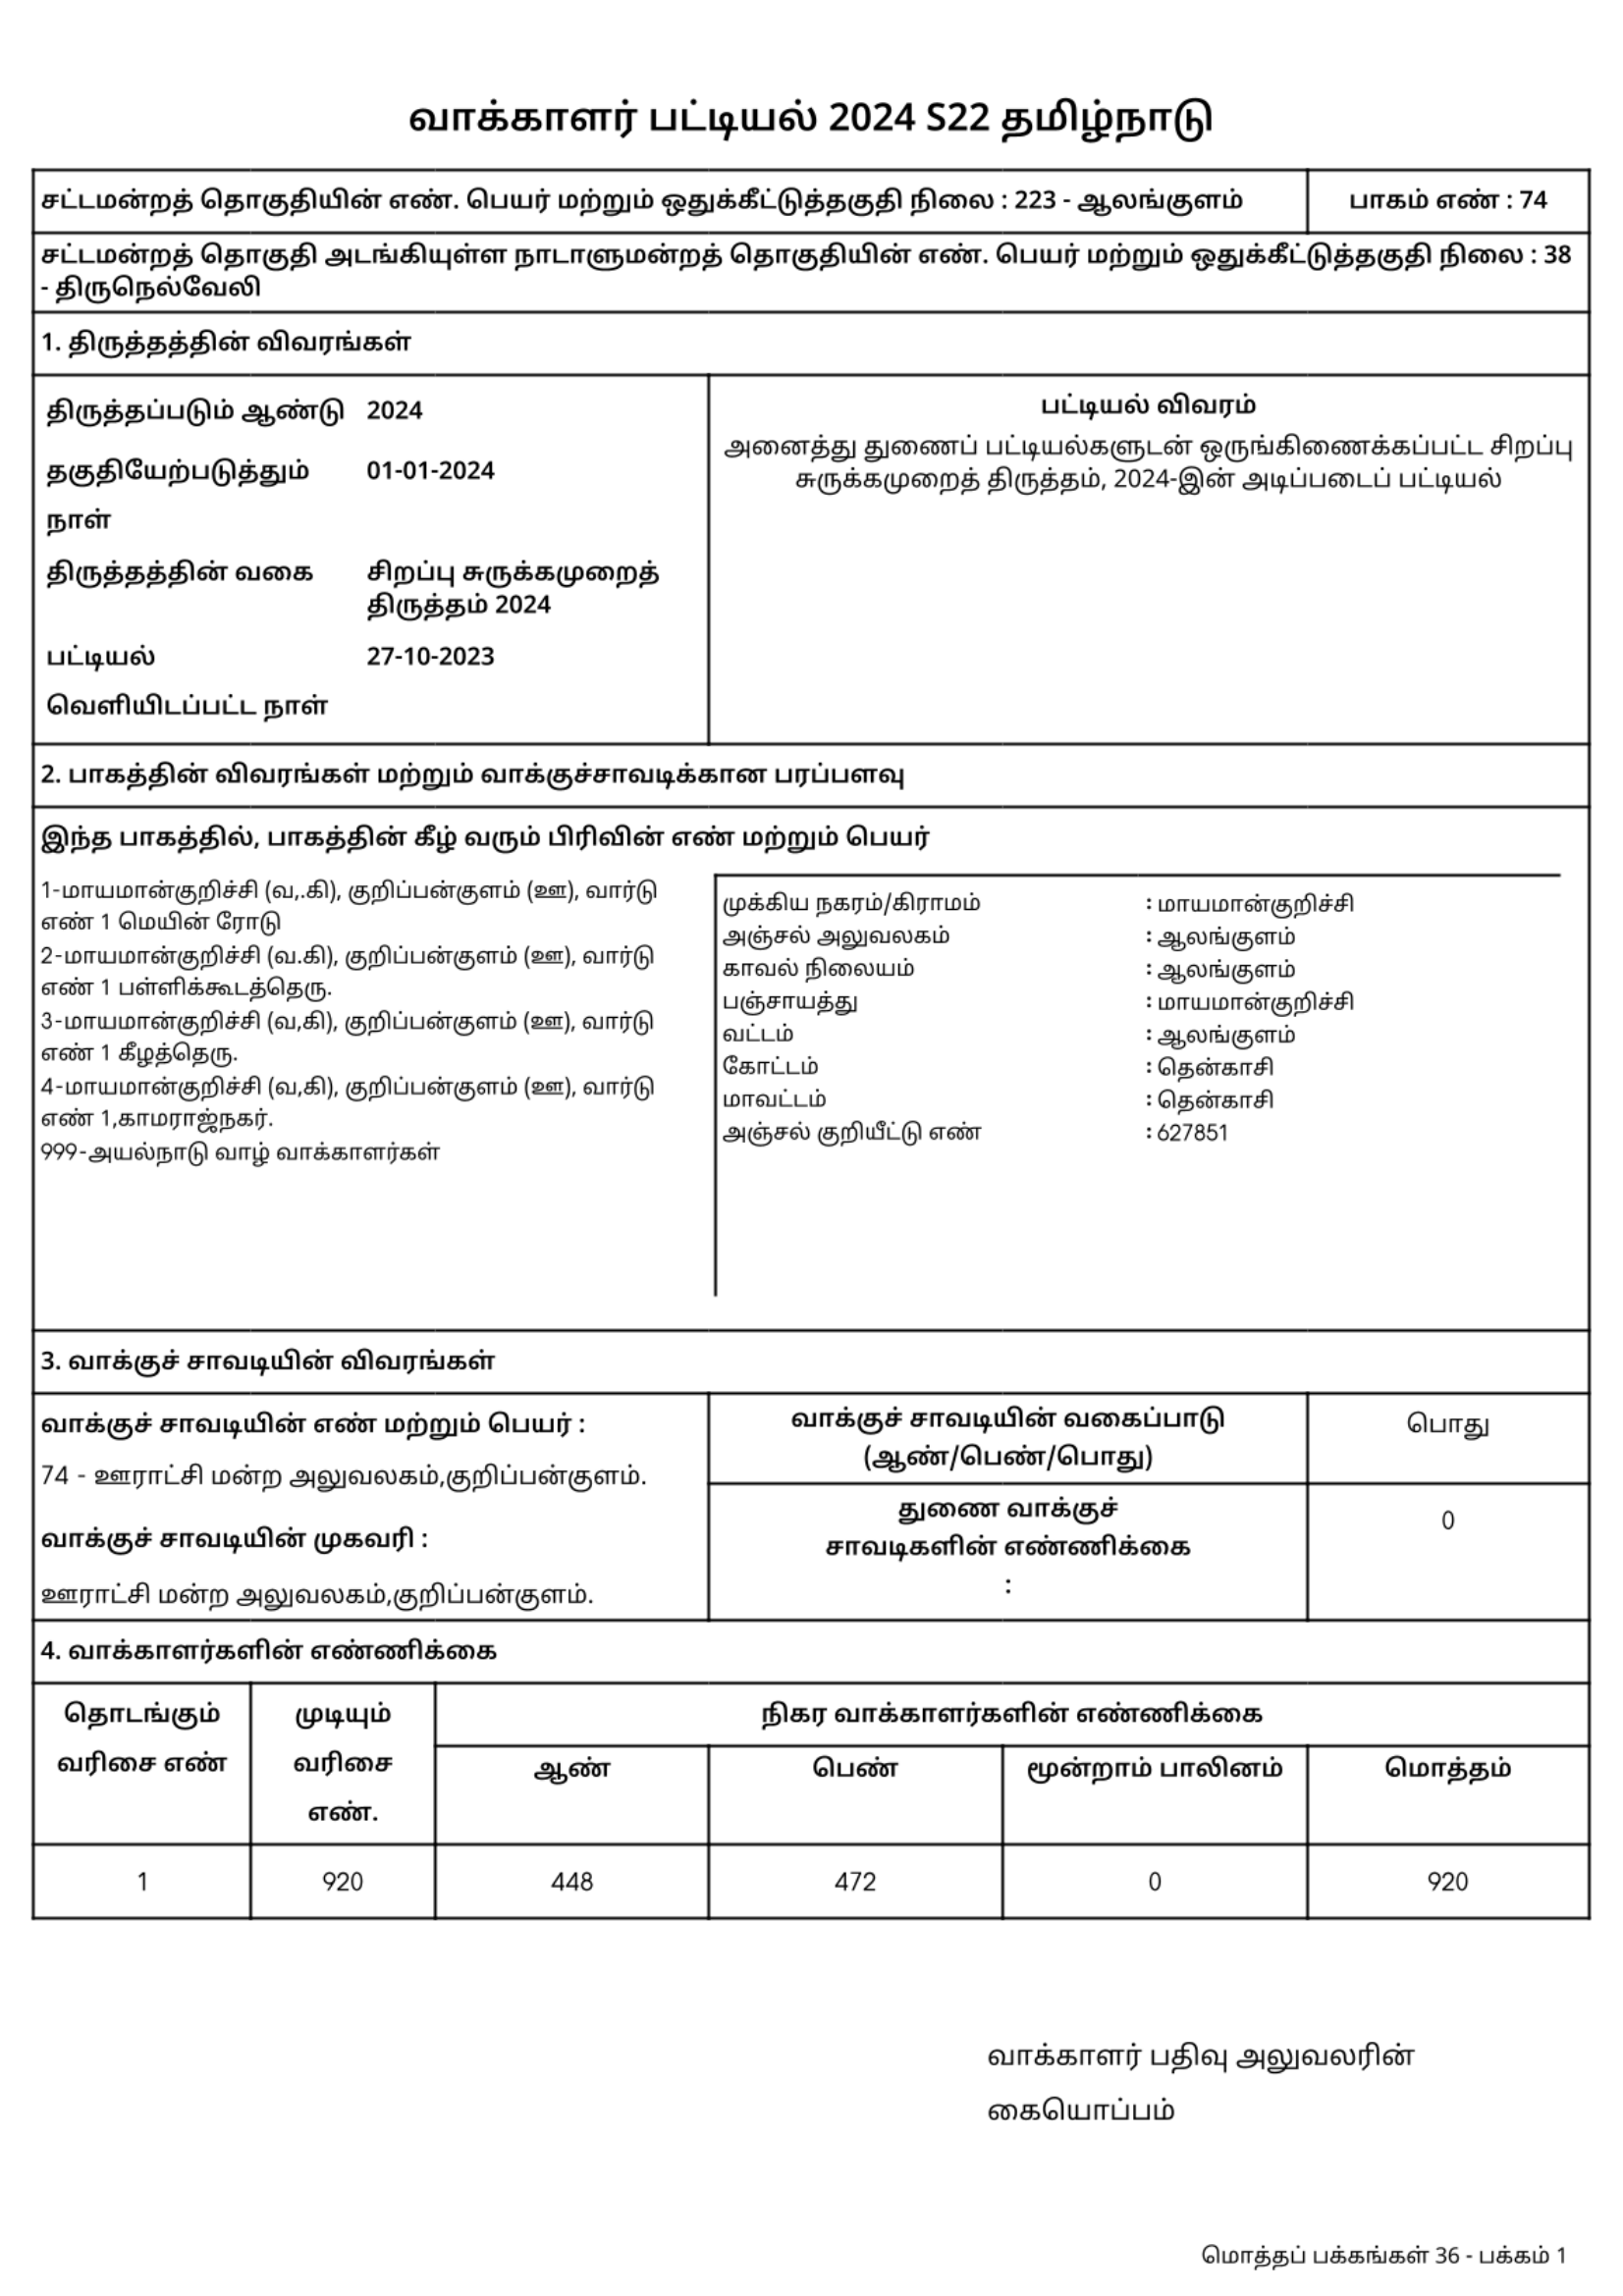 வாக்காளர் பட்டியல் 2024 S22 தமிழ்நாடு
சட்டமன்றத் தொகுதியின் எண். பெயர் மற்றும் ஒதுக்கீட்டுத்தகுதி நிலை : 223 - ஆலங்குளம்
பாகம் எண் : 74
சட்டமன்றத் தொகுதி அடங்கியுள்ள நாடாளுமன்றத் தொகுதியின் எண். பெயர் மற்றும் ஒதுக்கீட்டுத்தகுதி நிலை : 38
- திருநெல்வேலி
1. திருத்தத்தின் விவரங்கள்
திருத்தப்படும் ஆண்டு 2024
தகுதியேற்படுத்தும் 01-01-2024
நாள்
திருத்தத்தின் வகை சிறப்பு சுருக்கமுறைத்
திருத்தம் 2024
பட்டியல் 27-10-2023
வெளியிடப்பட்ட நாள்
பட்டியல் விவரம்
அனைத்து துணைப் பட்டியல்களுடன் ஒருங்கிணைக்கப்பட்ட சிறப்பு
சுருக்கமுறைத் திருத்தம், 2024-இன் அடிப்படைப் பட்டியல்
2. பாகத்தின் விவரங்கள் மற்றும் வாக்குச்சாவடிக்கான பரப்பளவு
இந்த பாகத்தில், பாகத்தின் கீழ் வரும் பிரிவின் எண் மற்றும் பெயர்
1-மாயமான்குறிச்சி (வ,.கி), குறிப்பன்குளம் (ஊ), வார்டு
எண் 1 மெயின் ரோடு
2-மாயமான்குறிச்சி (வ.கி), குறிப்பன்குளம் (ஊ), வார்டு
எண் 1 பள்ளிக்கூடத்தெரு.
3-மாயமான்குறிச்சி (வ,கி), குறிப்பன்குளம் (ஊ), வார்டு
எண் 1 கீழத்தெரு.
4-மாயமான்குறிச்சி (வ,கி), குறிப்பன்குளம் (ஊ), வார்டு
எண் 1,காமராஜ்நகர்.
999-அயல்நாடு வாழ் வாக்காளர்கள்
முக்கிய நகரம்/கிராமம் : மாயமான்குறிச்சி
அஞ்சல் அலுவலகம் : ஆலங்குளம்
காவல் நிலையம் : ஆலங்குளம்
பஞ்சாயத்து : மாயமான்குறிச்சி
வட்டம் : ஆலங்குளம்
கோட்டம் : தென்காசி
மாவட்டம் : தென்காசி
அஞ்சல் குறியீட்டு எண் : 627851
3. வாக்குச் சாவடியின் விவரங்கள்
வாக்குச் சாவடியின் எண் மற்றும் பெயர் :
74 - ஊராட்சி மன்ற அலுவலகம்,குறிப்பன்குளம்.
வாக்குச் சாவடியின் முகவரி :
ஊராட்சி மன்ற அலுவலகம்,குறிப்பன்குளம்.
வாக்குச் சாவடியின் வகைப்பாடு
(ஆண்/பெண்/பொது)
பொது
துணை வாக்குச்
சாவடிகளின் எண்ணிக்கை
:
0
4. வாக்காளர்களின் எண்ணிக்கை
தொடங்கும்
வரிசை எண்
முடியும்
வரிசை
எண்.
நிகர வாக்காளர்களின் எண்ணிக்கை
ஆண் பெண் மூன்றாம் பாலினம் மொத்தம்
1 920 448 472 0 920
வாக்காளர் பதிவு அலுவலரின்
கையொப்பம்
மொத்தப் பக்கங்கள் 36 - பக்கம் 1